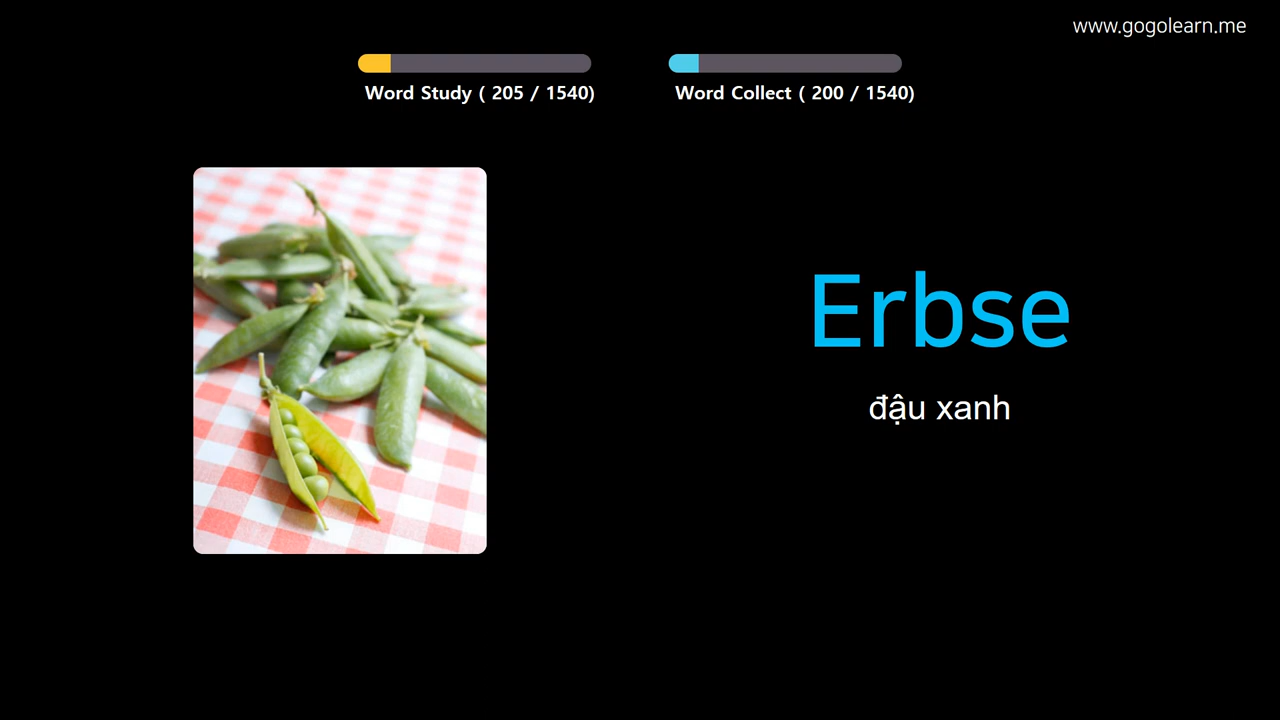 www.gogolearn.me
Word Study ( 205 / 1540)
Word Collect ( 200 / 1540)
Erbse
đậu xanh